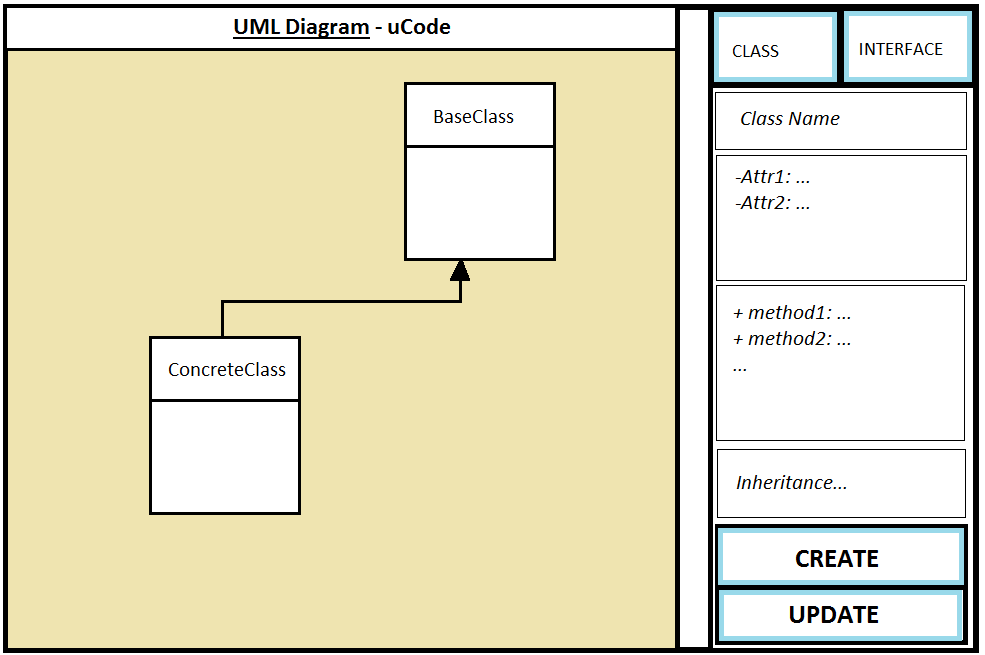 UML Diagram - uCode
BaseClass
ConcreteClass
CLASS
INTERFACE
Class Name
-Attr1: ...
-Attr2: ...
+ method1: ...
+ method2: ...
...
Inheritance...
CREATE
UPDATE